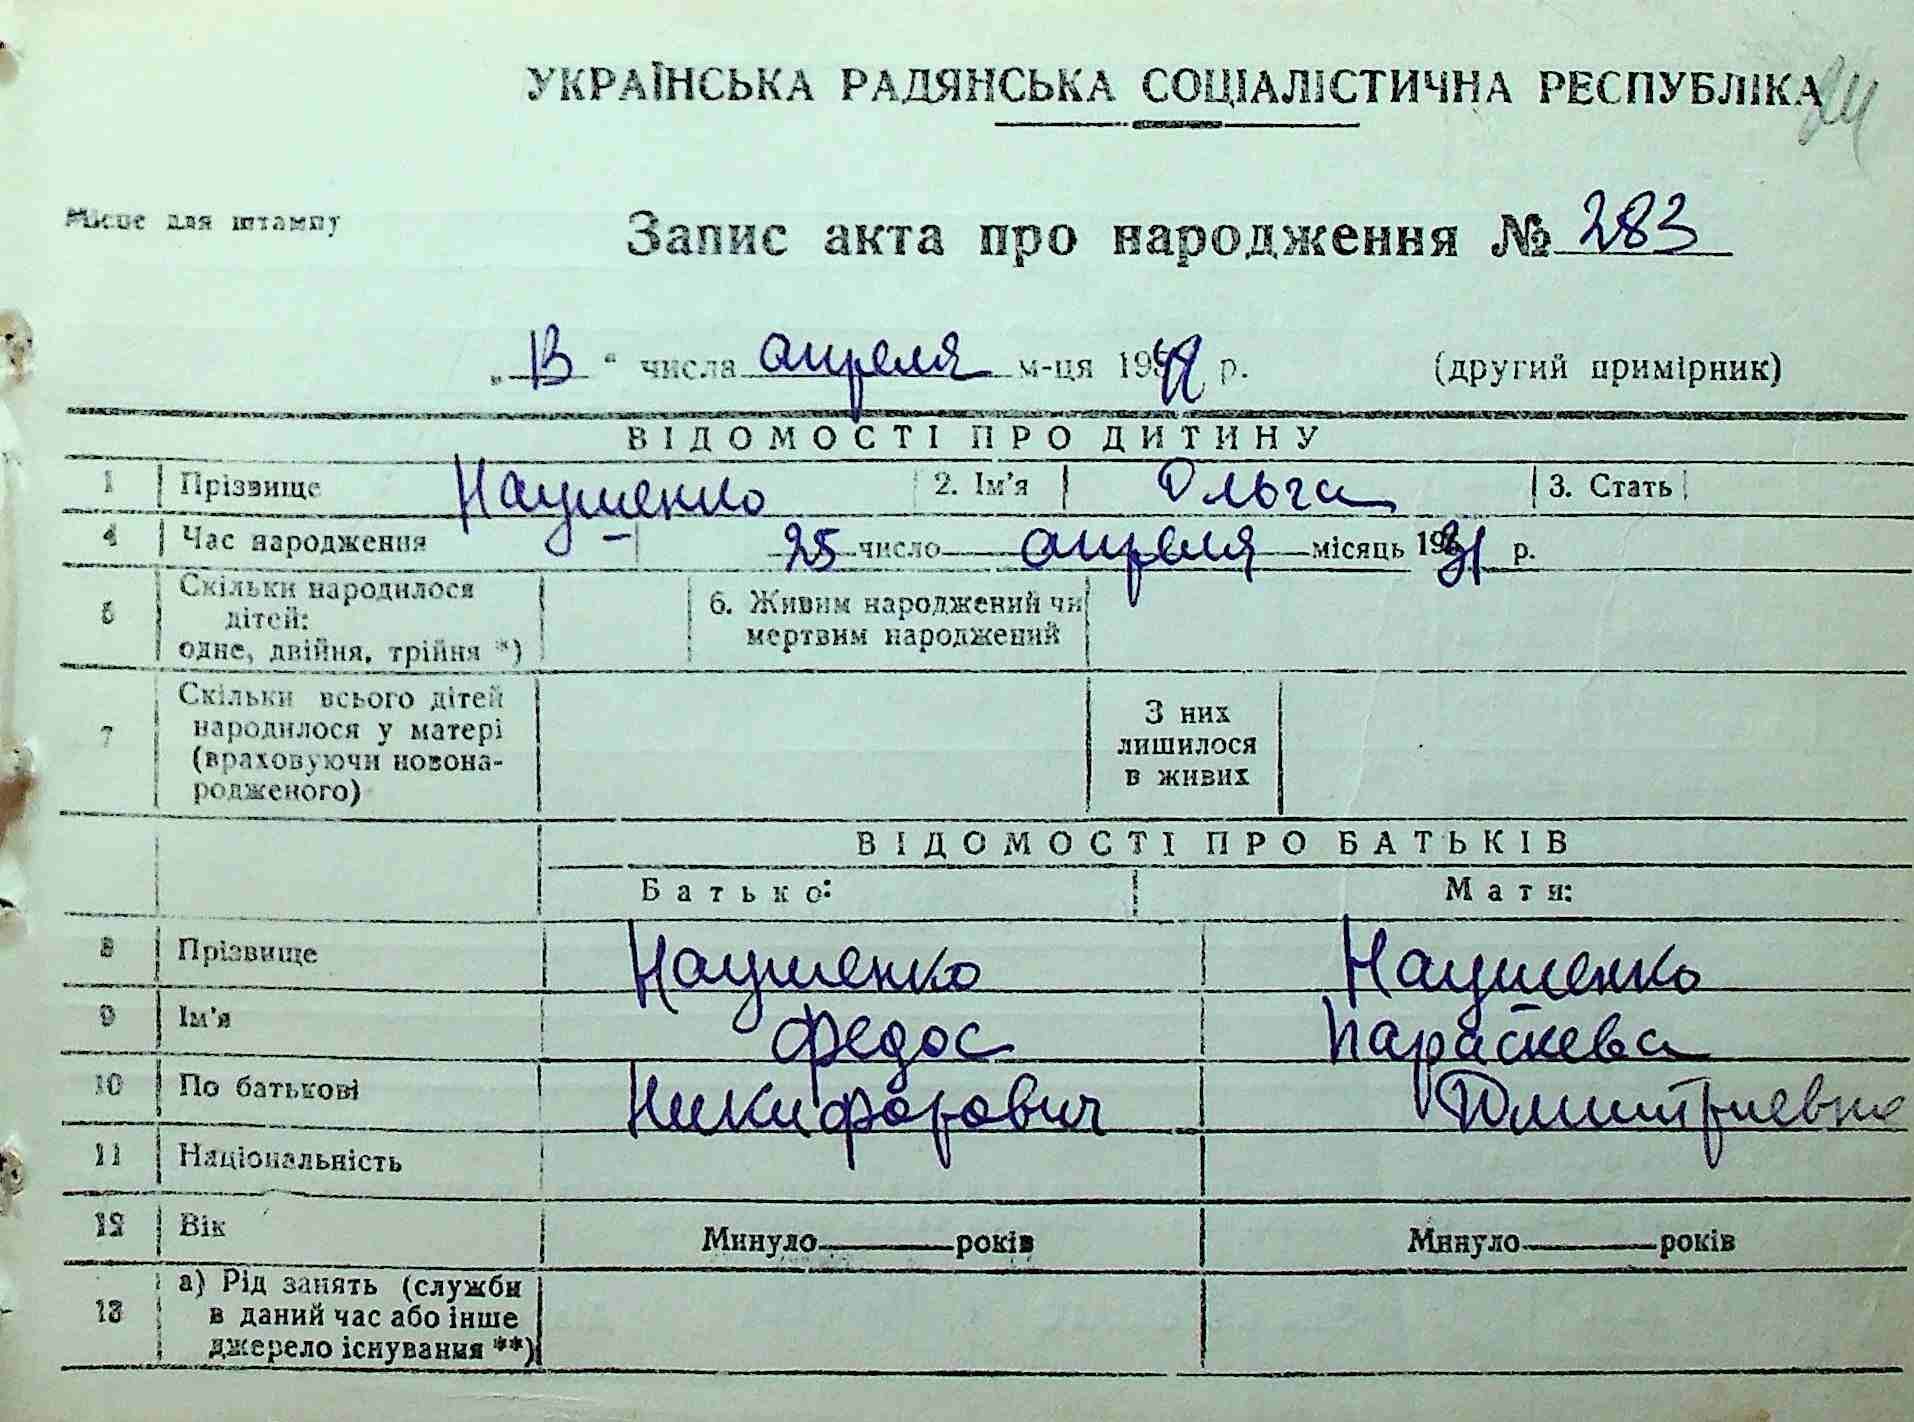 УКРАЇНСЬКА РАДЯНСЬКА СОЦІАЛІСТИЧНА РЕСПУБЛІКА
Місце для штампу
Запис акта про народження № 283
„ 13 “ числа апреля м-ця 194 р. (другий примірник)
ВІДОМОСТІ ПРО ДИТИНУ
1 Прізвище Наушенко 2. Ім'я Ольга 3. Стать
4 Час народження 25 число апреля місяць 1931 р.
5 Скільки народилося дітей: одне, двійня, трійня *) 6. Живим народжений чи мертвим народжений
7 Скільки всього дітей народилося у матері (враховуючи новонародженого) З них лишилося в живих
ВІДОМОСТІ ПРО БАТЬКІВ
Батько: Мати:
8 Прізвище Наушенко Наушенко
9 Ім'я Федос Параскева
10 По батькові Никифорович Дмитриевна
11 Національність
12 Вік Минуло років Минуло років
13 а) Рід занять (служби в даний час або інше джерело існування **)